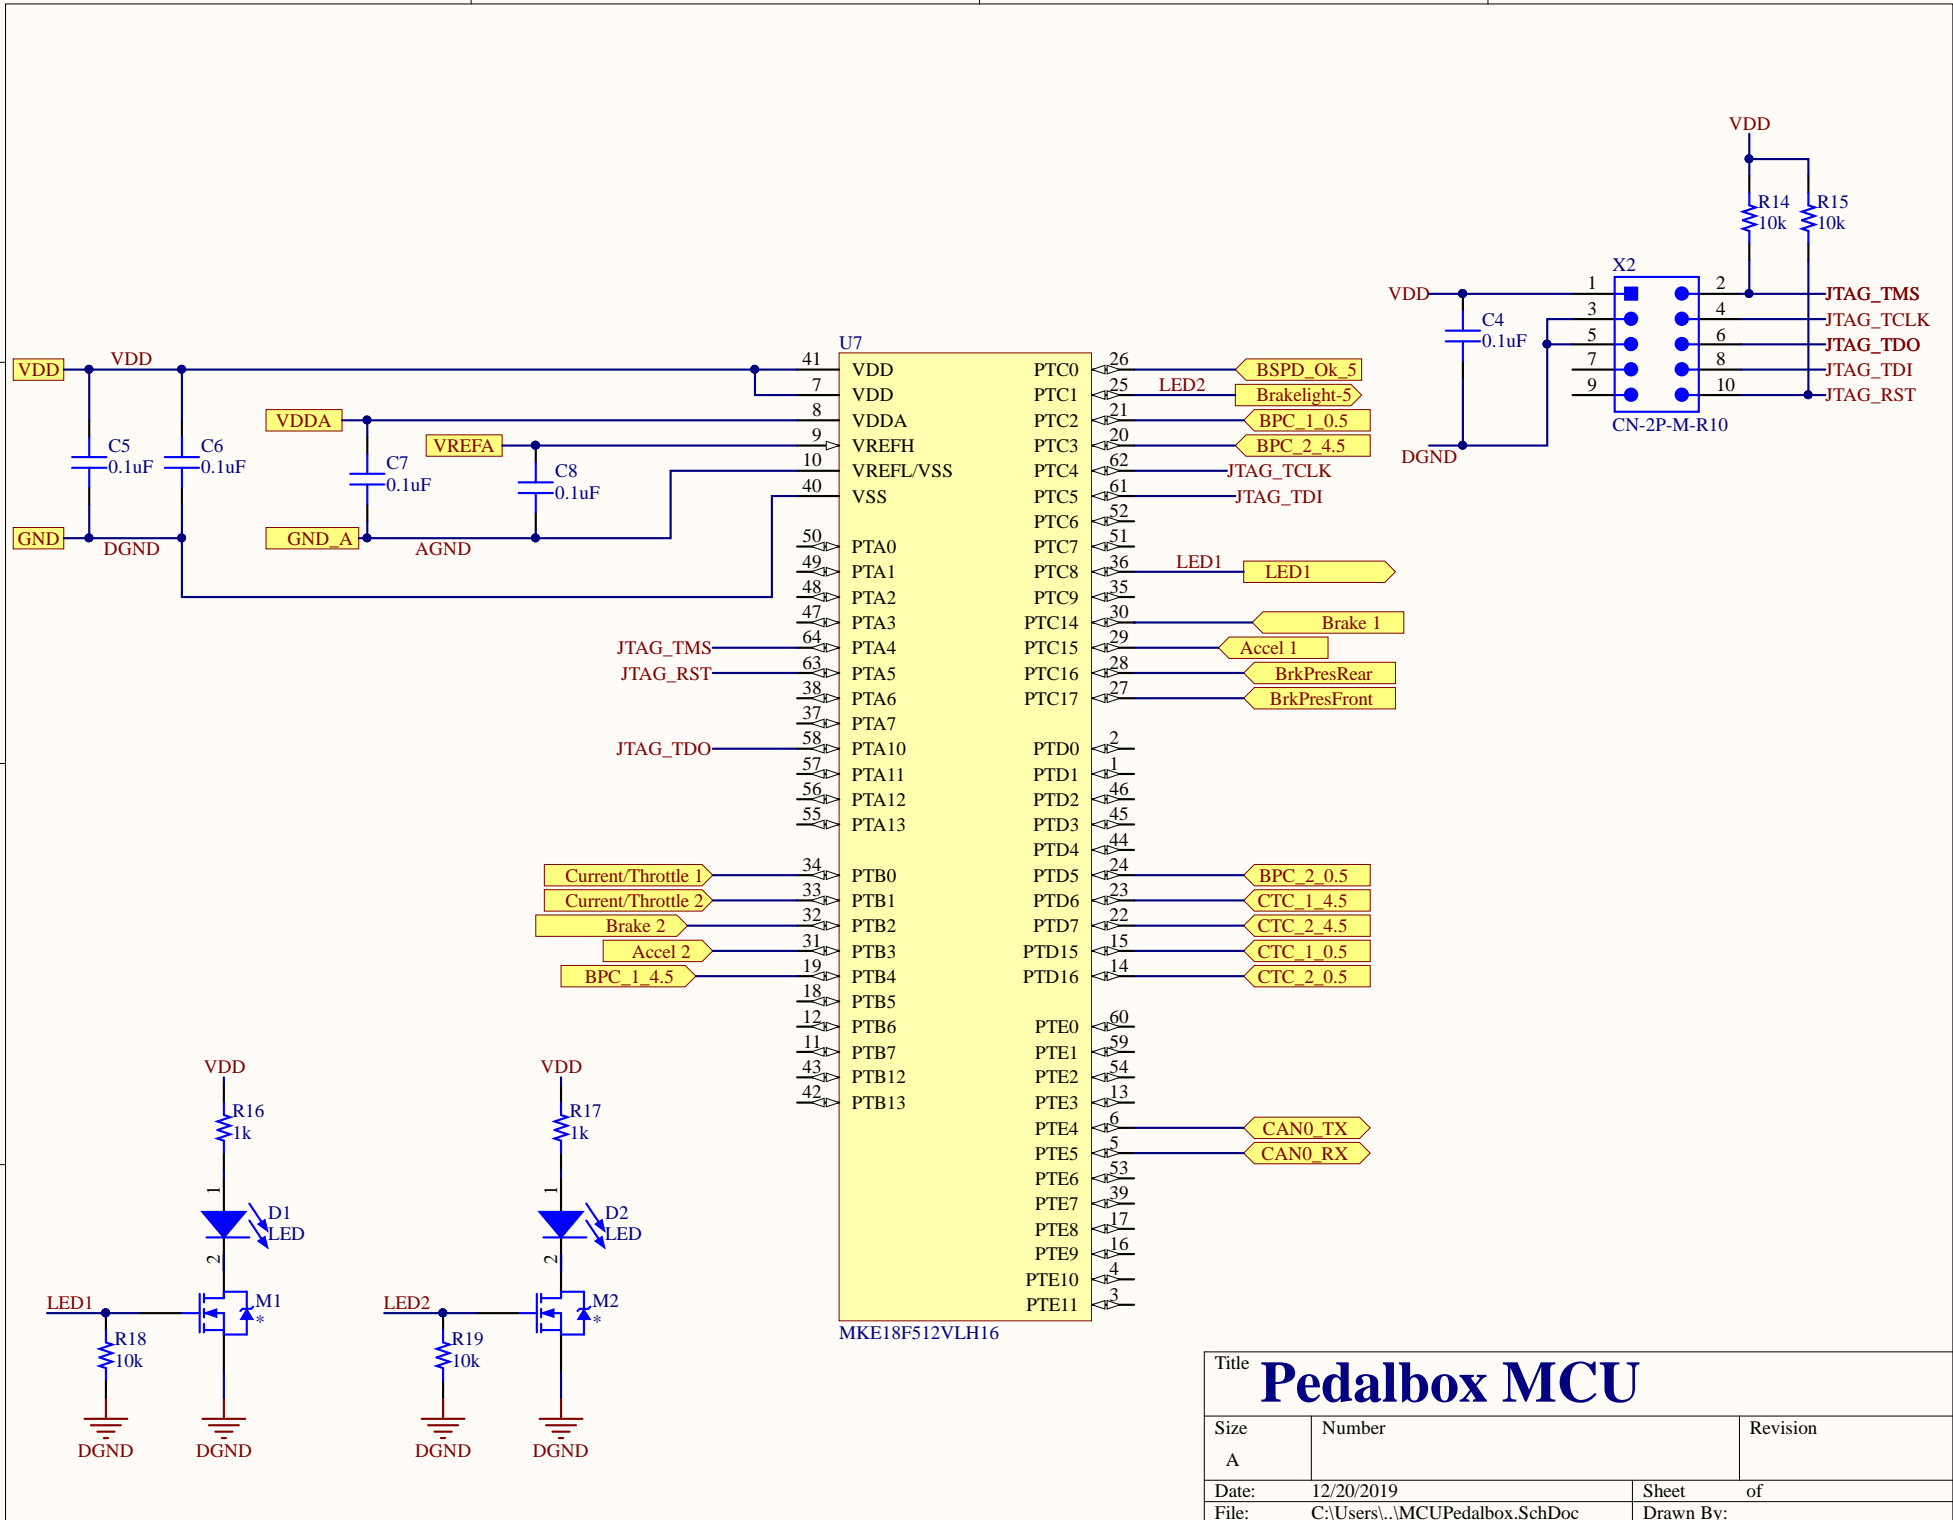 VDD
R14
10k
R15
10k
X2
VDD
1
2
JTAG_TMS
3
4
JTAG_TCLK
5
6
JTAG_TDO
7
8
JTAG_TDI
9
10
JTAG_RST
C4
0.1uF
CN-2P-M-R10
DGND
VDD
VDD
VDDA
VREFA
C5
0.1uF
C6
0.1uF
C7
0.1uF
C8
0.1uF
GND
DGND
GND_A
AGND
U7
41 VDD
7 VDD
8 VDDA
9 VREFH
10 VREFL/VSS
40 VSS
50 PTA0
49 PTA1
48 PTA2
47 PTA3
JTAG_TMS 64 PTA4
JTAG_RST 63 PTA5
38 PTA6
37 PTA7
JTAG_TDO 58 PTA10
57 PTA11
56 PTA12
55 PTA13
Current/Throttle 1 34 PTB0
Current/Throttle 2 33 PTB1
Brake 2 32 PTB2
Accel 2 31 PTB3
BPC_1_4.5 19 PTB4
18 PTB5
12 PTB6
11 PTB7
43 PTB12
42 PTB13
PTC0 26 BSPD_Ok_5
PTC1 25 LED2 Brakelight-5
PTC2 21 BPC_1_0.5
PTC3 20 BPC_2_4.5
PTC4 62 JTAG_TCLK
PTC5 61 JTAG_TDI
PTC6 52
PTC7 51
PTC8 36 LED1 LED1
PTC9 35
PTC14 30 Brake 1
PTC15 29 Accel 1
PTC16 28 BrkPresRear
PTC17 27 BrkPresFront
PTD0 2
PTD1 1
PTD2 46
PTD3 45
PTD4 44
PTD5 24 BPC_2_0.5
PTD6 23 CTC_1_4.5
PTD7 22 CTC_2_4.5
PTD15 15 CTC_1_0.5
PTD16 14 CTC_2_0.5
PTE0 60
PTE1 59
PTE2 54
PTE3 13
PTE4 6 CAN0_TX
PTE5 5 CAN0_RX
PTE6 53
PTE7 39
PTE8 17
PTE9 16
PTE10 4
PTE11 3
MKE18F512VLH16
VDD
R16
1k
1
D1
LED
2
LED1
M1
*
R18
10k
DGND
DGND
VDD
R17
1k
1
D2
LED
2
LED2
M2
*
R19
10k
DGND
DGND
Title Pedalbox MCU
Size
A
Number
Revision
Date: 12/20/2019
Sheet of
File: C:\Users\..\MCUPedalbox.SchDoc
Drawn By: